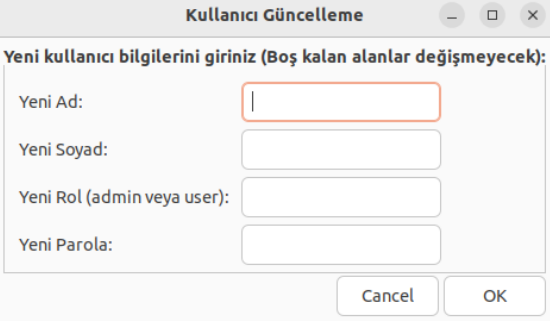 Kullanıcı Güncelleme
Yeni kullanıcı bilgilerini giriniz (Boş kalan alanlar değişmeyecek):
Yeni Ad:
Yeni Soyad:
Yeni Rol (admin veya user):
Yeni Parola:
Cancel OK